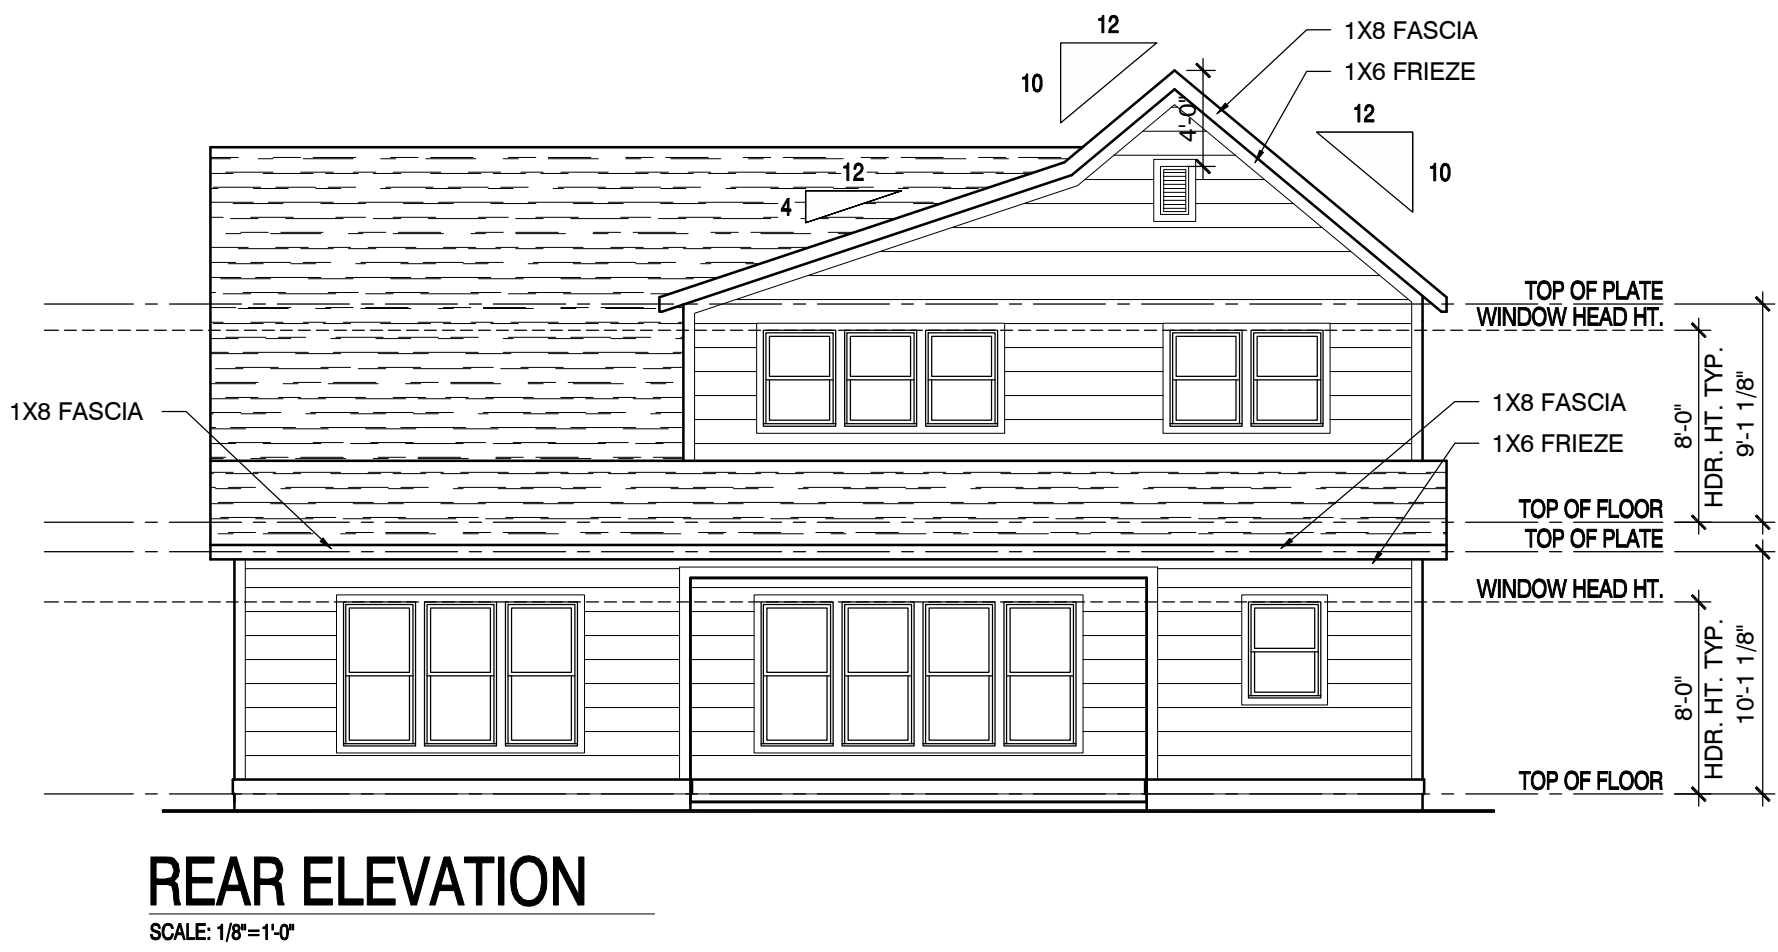 12
1X8 FASCIA
10
1X6 FRIEZE
4'-0"
12
10
12
4
TOP OF PLATE
WINDOW HEAD HT.
1X8 FASCIA
1X8 FASCIA
1X6 FRIEZE
8'-0"
HDR. HT. TYP.
9'-1 1/8"
TOP OF FLOOR
TOP OF PLATE
WINDOW HEAD HT.
8'-0"
HDR. HT. TYP.
10'-1 1/8"
TOP OF FLOOR
REAR ELEVATION
SCALE: 1/8"=1'-0"